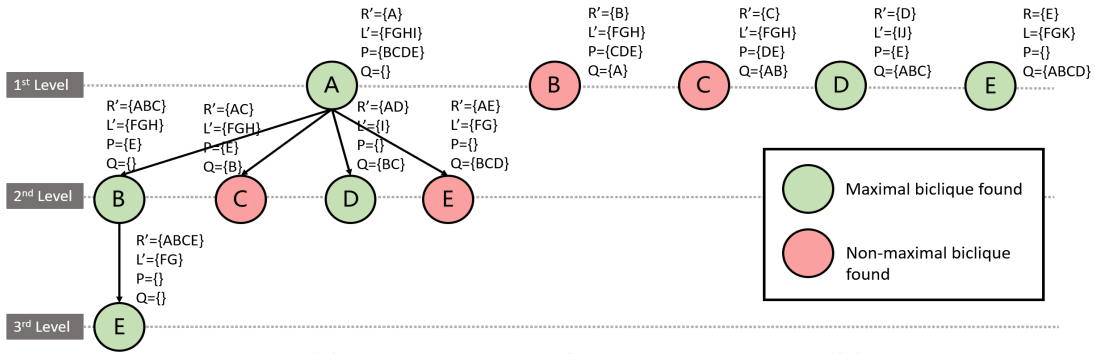 R'={A}
L'={FGHI}
P={BCDE}
Q={}
R'={B}
L'={FGH}
P={CDE}
Q={A}
R'={C}
L'={FGH}
P={DE}
Q={AB}
R'={D}
L'={IJ}
P={E}
Q={ABC}
R={E}
L={FGK}
P={}
Q={ABCD}
1st Level
A
B
C
D
E
R'={ABC}
L'={FGH}
P={E}
Q={}
R'={AC}
L'={FGH}
P={E}
Q={B}
R'={AD}
L'={I}
P={}
Q={BC}
R'={AE}
L'={FG}
P={}
Q={BCD}
2nd Level
B
C
D
E
Maximal biclique found
Non-maximal biclique
found
R'={ABCE}
L'={FG}
P={}
Q={}
3rd Level
E